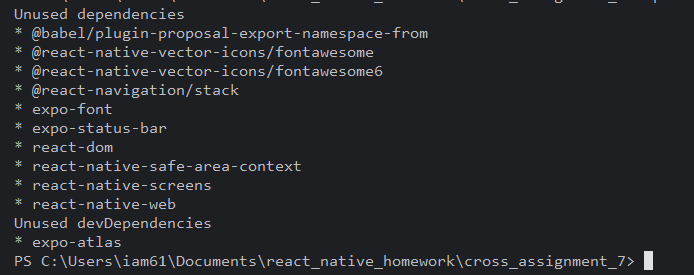 Unused dependencies
* @babel/plugin-proposal-export-namespace-from
* @react-native-vector-icons/fontawesome
* @react-native-vector-icons/fontawesome6
* @react-navigation/stack
* expo-font
* expo-status-bar
* react-dom
* react-native-safe-area-context
* react-native-screens
* react-native-web
Unused devDependencies
* expo-atlas
PS C:\Users\iam61\Documents\react_native_homework\cross_assignment_7>